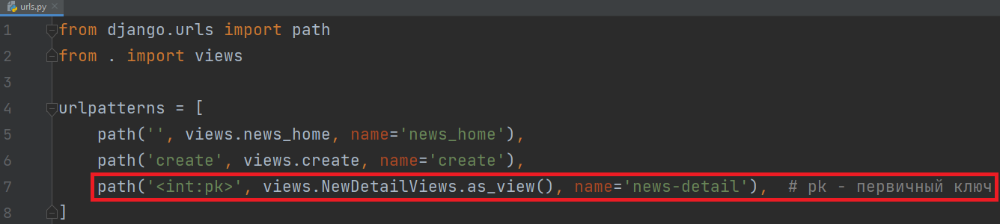 urls.py
1 from django.urls import path
2 from . import views
3
4 urlpatterns = [
5     path('', views.news_home, name='news_home'),
6     path('create', views.create, name='create'),
7     path('<int:pk>', views.NewDetailViews.as_view(), name='news-detail'),  # pk - первичный ключ
8 ]